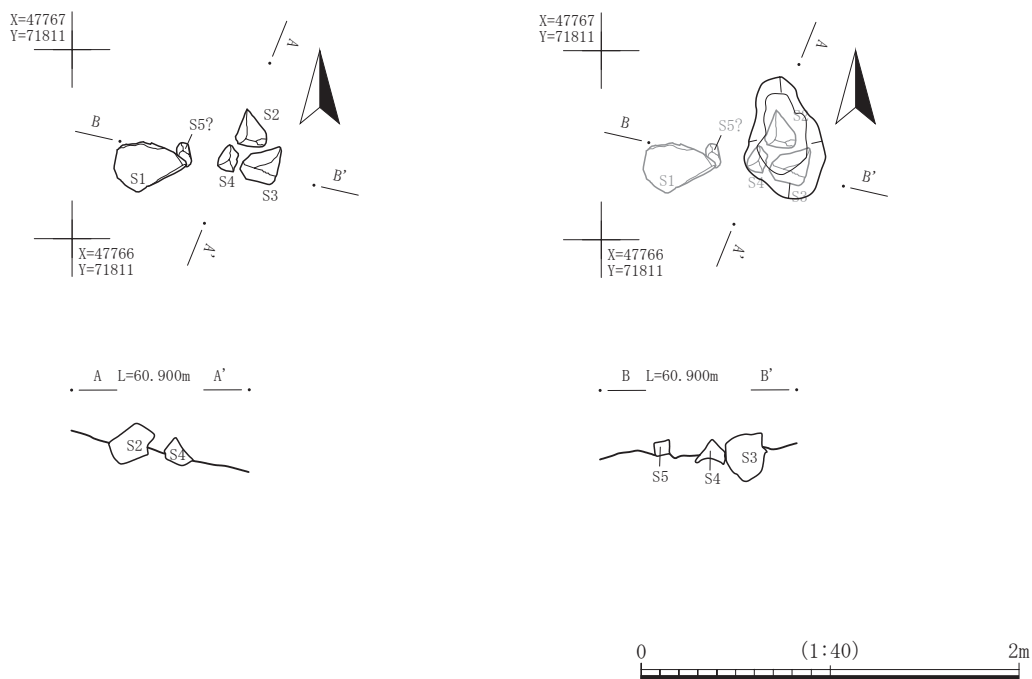 X=47767
Y=71811
A
B
S5?
S2
S1
S4
S3
B'
A'
X=47766
Y=71811
X=47767
Y=71811
A
B
S5?
S2
S1
S4
S3
B'
A'
X=47766
Y=71811
A L=60.900m A'
S2
S4
B L=60.900m B'
S5
S4
S3
0 (1:40) 2m